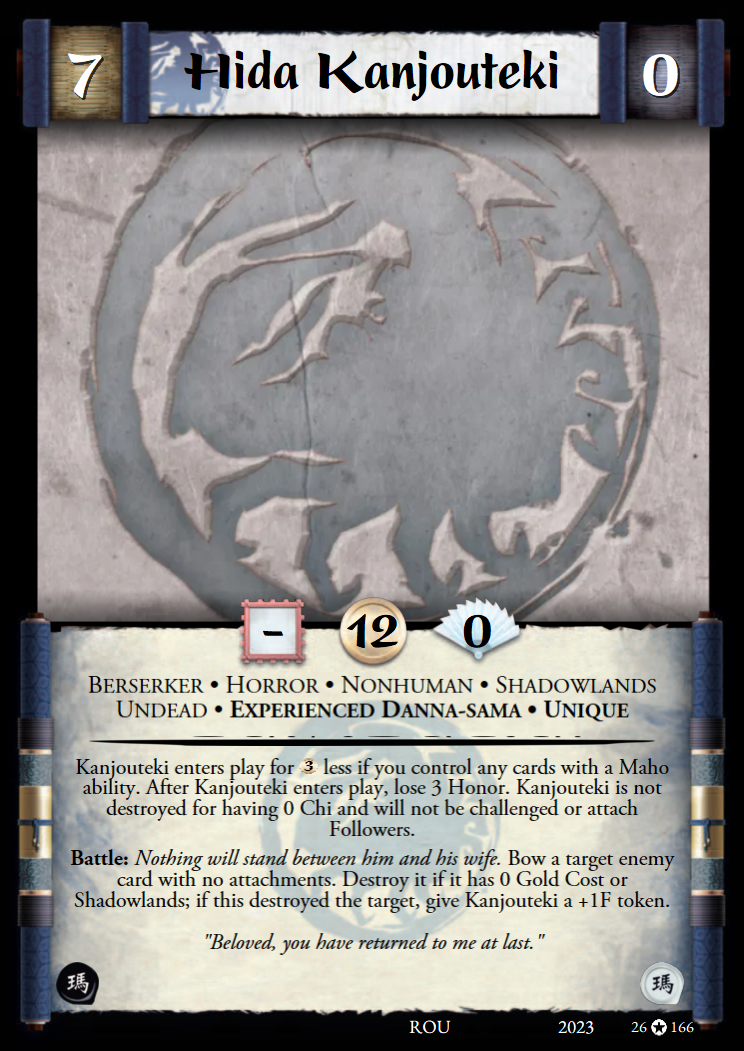 7 Hida Kanjouteki 0
- 12 0
BERSERKER • HORROR • NONHUMAN • SHADOWLANDS
UNDEAD • EXPERIENCED DANNA-SAMA • UNIQUE
Kanjouteki enters play for 3 less if you control any cards with a Maho
ability. After Kanjouteki enters play, lose 3 Honor. Kanjouteki is not
destroyed for having 0 Chi and will not be challenged or attach
Followers.
Battle: Nothing will stand between him and his wife. Bow a target enemy
card with no attachments. Destroy it if it has 0 Gold Cost or
Shadowlands; if this destroyed the target, give Kanjouteki a +1F token.
"Beloved, you have returned to me at last."
瑪 瑪
ROU 2023 26 ✪ 166